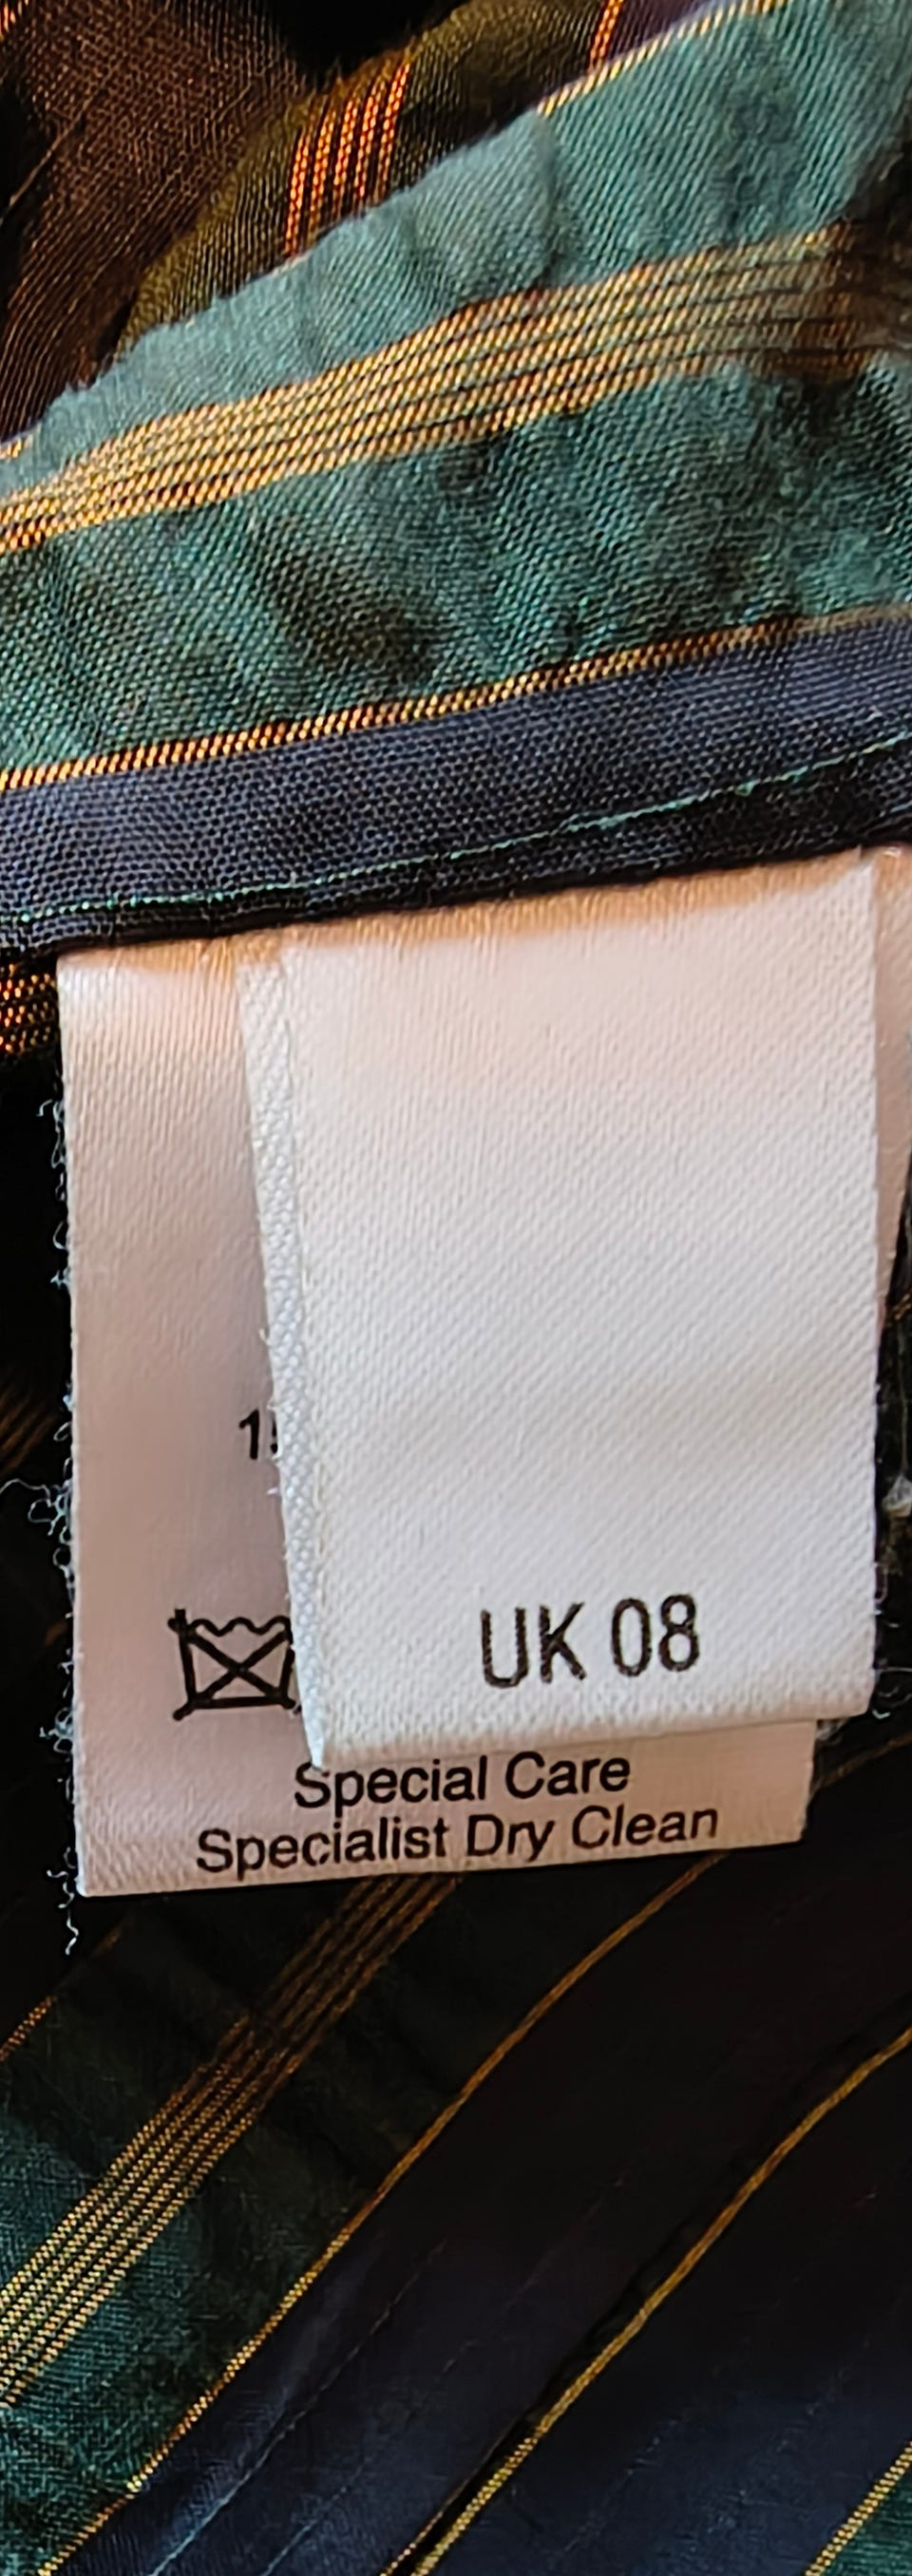 UK 08
Special Care
Specialist Dry Clean